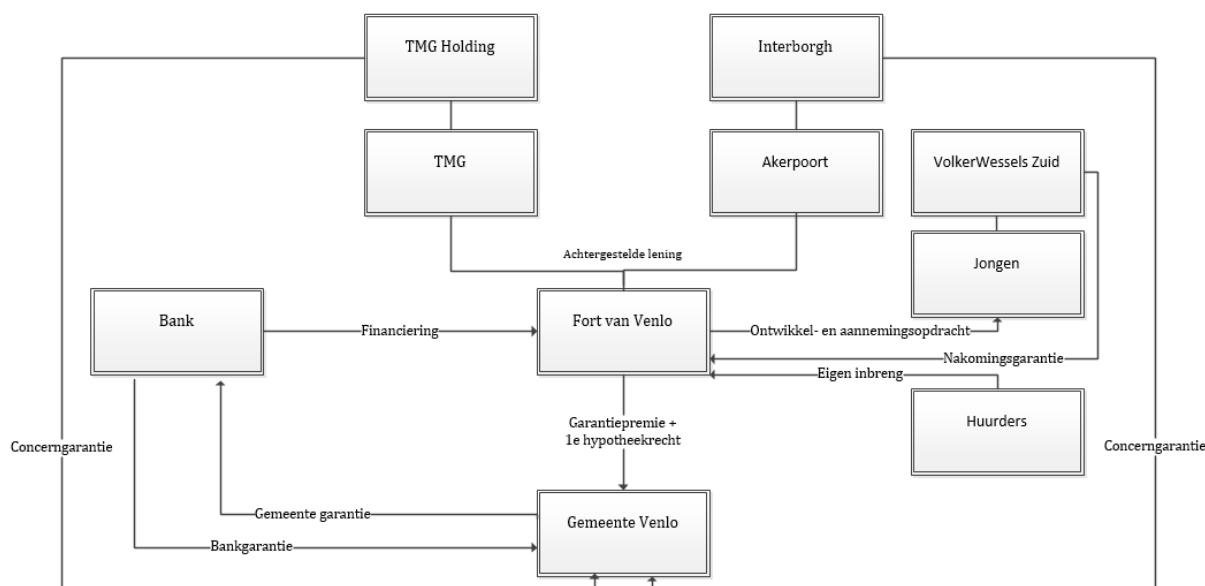 TMG Holding
Interborgh
TMG
Akerpoort
VolkerWessels Zuid
Achtergestelde lening
Jongen
Bank
Financiering
Fort van Venlo
Ontwikkel- en aannemingsopdracht
Nakomingsgarantie
Eigen inbreng
Huurders
Garantiepremie +
1e hypotheekrecht
Concerngarantie
Concerngarantie
Gemeente garantie
Gemeente Venlo
Bankgarantie